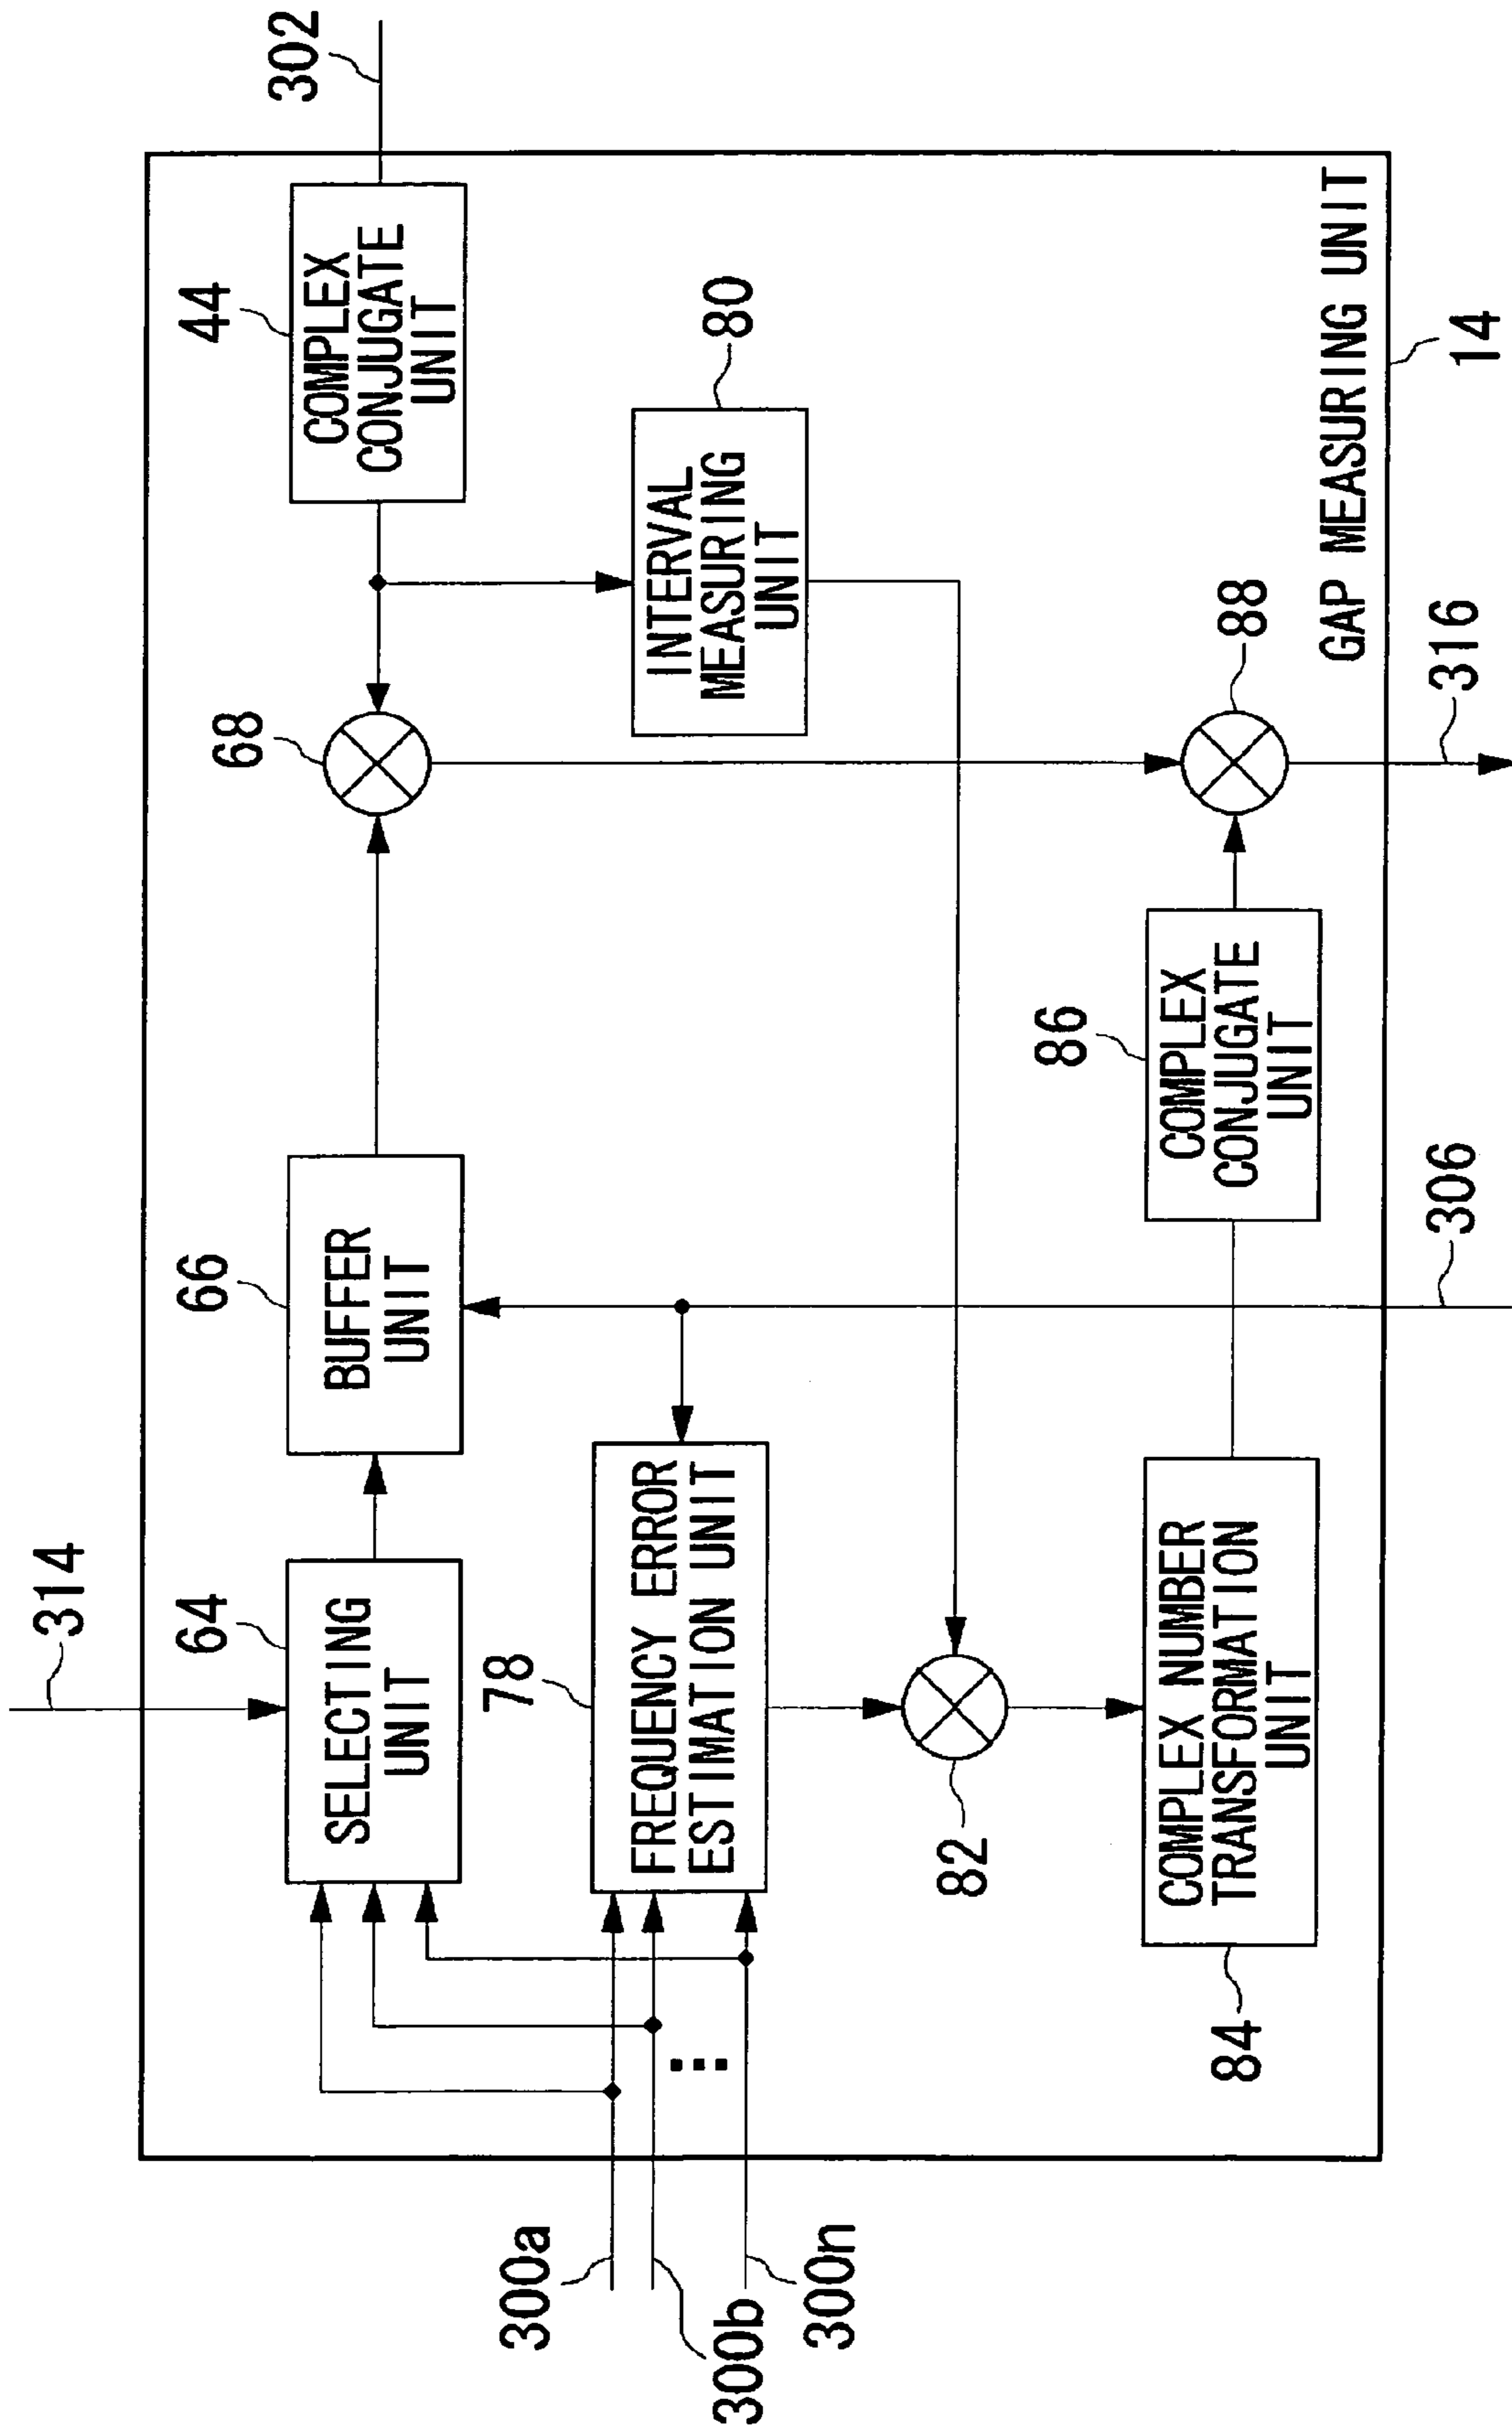 314
64
SELECTING
UNIT
66
BUFFER
UNIT
68
44
COMPLEX
CONJUGATE
UNIT
302
300a
300b
300n
78
FREQUENCY ERROR
ESTIMATION UNIT
80
INTERVAL
MEASURING
UNIT
82
84
COMPLEX NUMBER
TRANSFORMATION
UNIT
86
COMPLEX
CONJUGATE
UNIT
88
GAP MEASURING UNIT
14
306
316